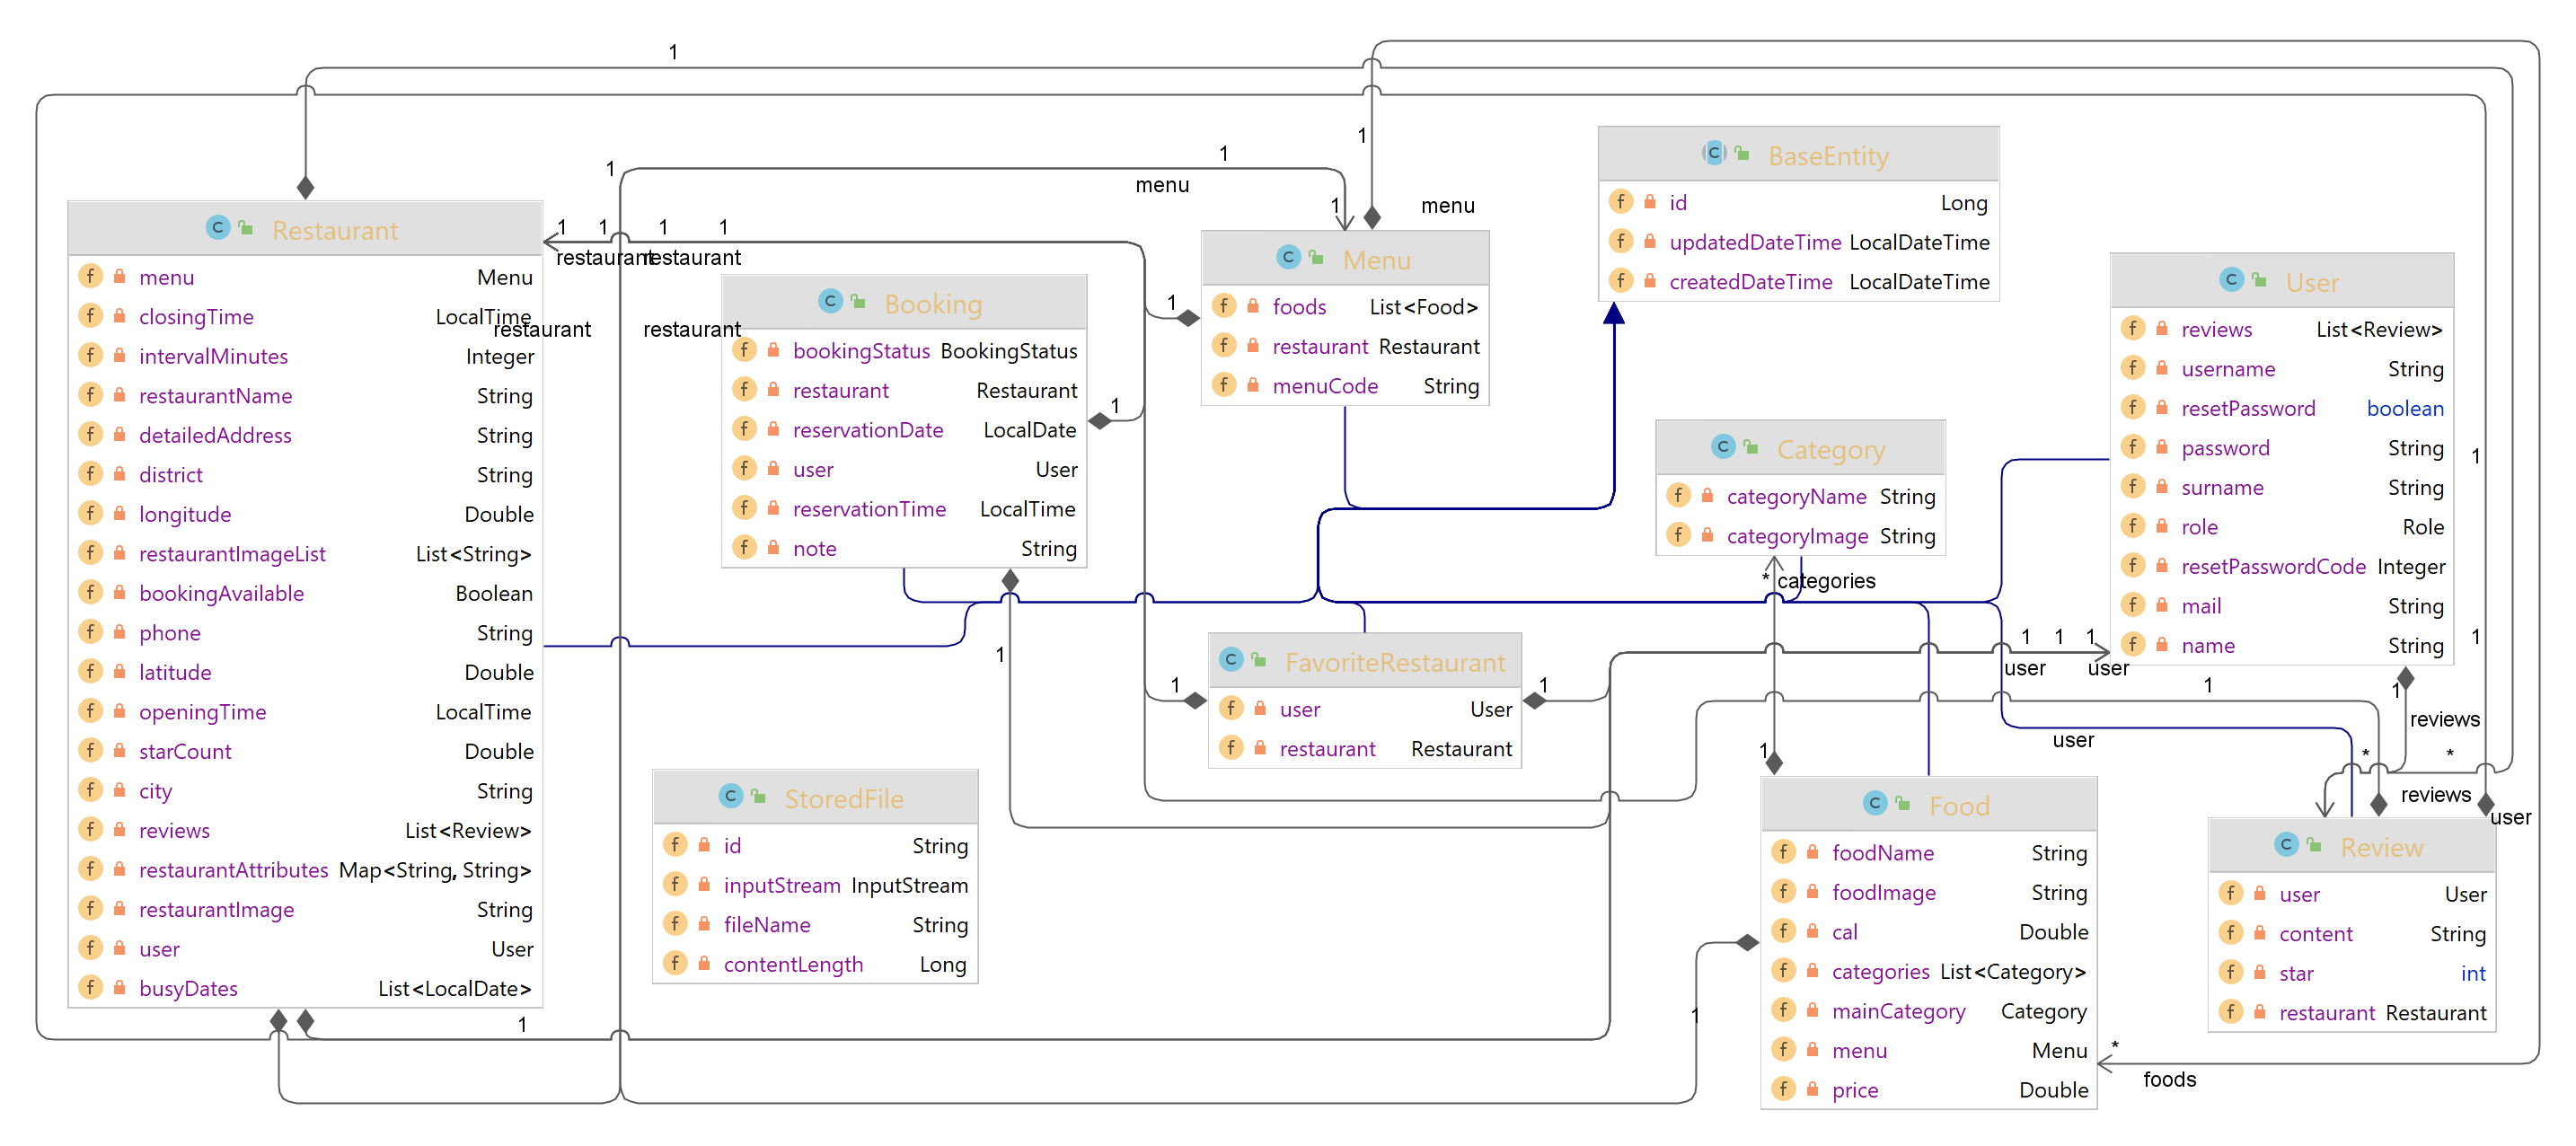 1
1
Restaurant
menu Menu
closingTime LocalTime
intervalMinutes Integer
restaurantName String
detailedAddress String
district String
longitude Double
restaurantImageList List<String>
bookingAvailable Boolean
phone String
latitude Double
openingTime LocalTime
starCount Double
city String
reviews List<Review>
restaurantAttributes Map<String, String>
restaurantImage String
user User
busyDates List<LocalDate>
1
1 1 1 1
restaurant restaurant
restaurant restaurant
Booking
bookingStatus BookingStatus
restaurant Restaurant
reservationDate LocalDate
user User
reservationTime LocalTime
note String
1
1
StoredFile
id String
inputStream InputStream
fileName String
contentLength Long
1
menu
1
1
menu
Menu
foods List<Food>
restaurant Restaurant
menuCode String
1
FavoriteRestaurant
user User
restaurant Restaurant
1
1
BaseEntity
id Long
updatedDateTime LocalDateTime
createdDateTime LocalDateTime
Category
categoryName String
categoryImage String
* categories
1
Food
foodName String
foodImage String
cal Double
categories List<Category>
mainCategory Category
menu Menu
price Double
1
*
foods
User
reviews List<Review>
username String
resetPassword boolean
password String
surname String
role Role
resetPasswordCode Integer
mail String
name String
1
1
1 1 1
user user
1
user
1
reviews
* *
reviews
user
Review
user User
content String
star int
restaurant Restaurant